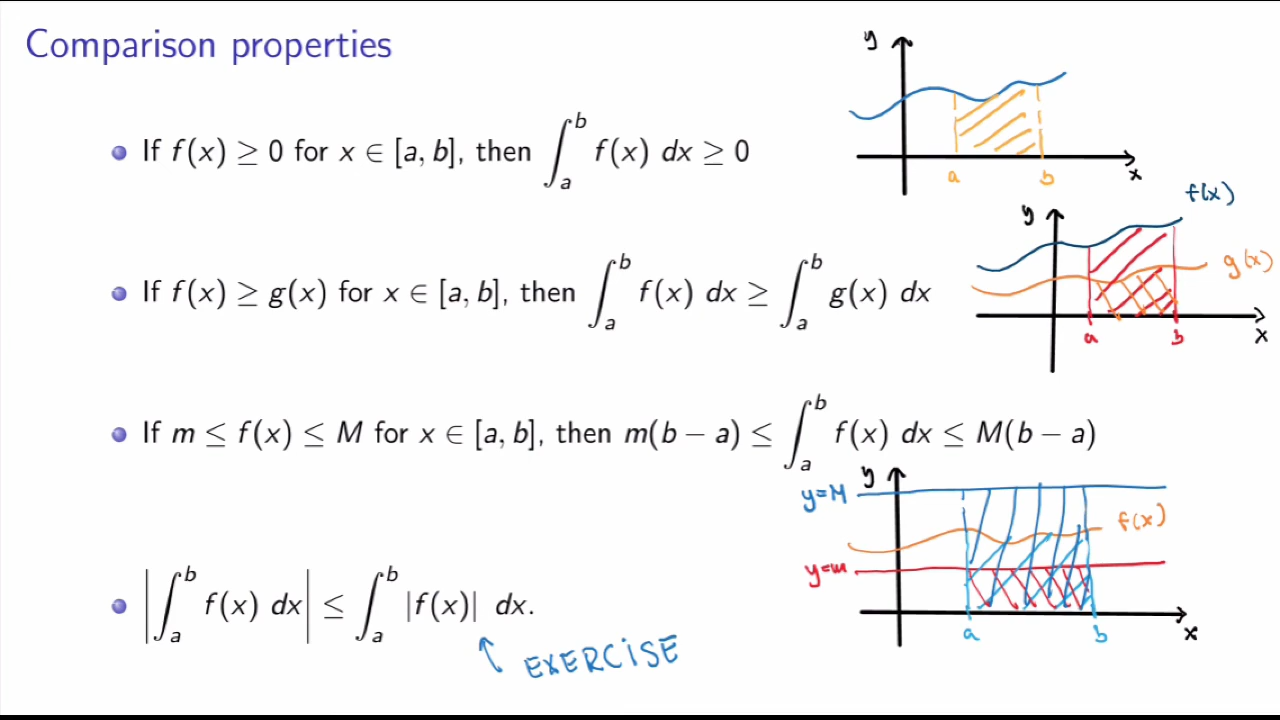 Comparison properties
y
x
a
b
If f(x) ≥ 0 for x ∈ [a, b], then ∫_a^b f(x) dx ≥ 0
f(x)
y
g(x)
x
a
b
If f(x) ≥ g(x) for x ∈ [a, b], then ∫_a^b f(x) dx ≥ ∫_a^b g(x) dx
If m ≤ f(x) ≤ M for x ∈ [a, b], then m(b − a) ≤ ∫_a^b f(x) dx ≤ M(b − a)
y
y=M
f(x)
y=m
a
b
x
|∫_a^b f(x) dx| ≤ ∫_a^b |f(x)| dx.
EXERCISE